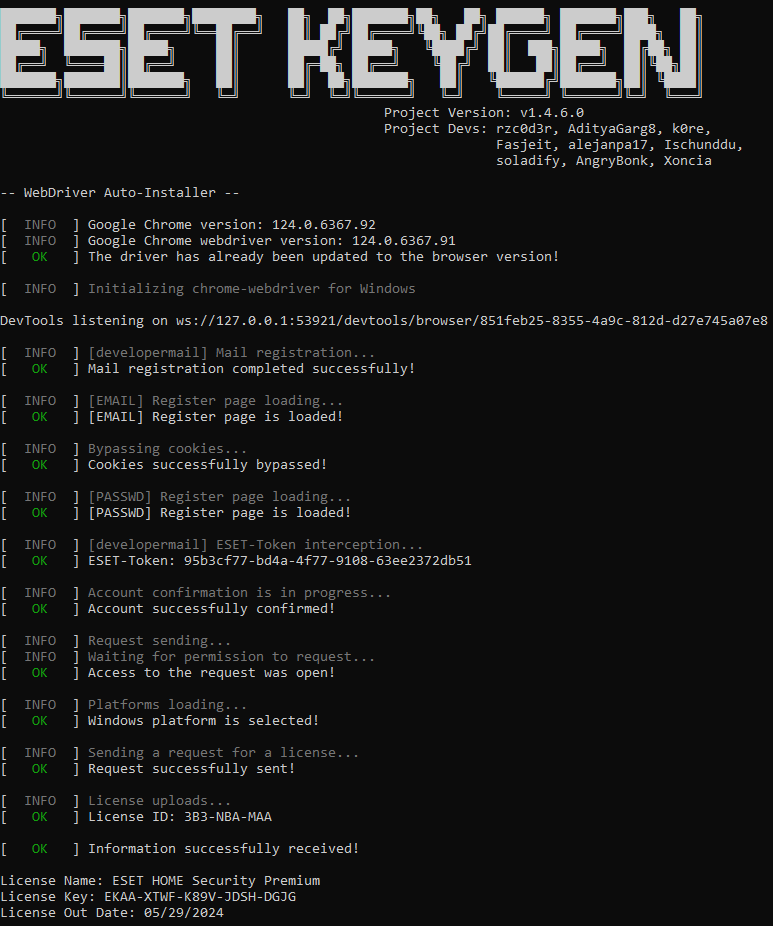 ESET KEYGEN
Project Version: v1.4.6.0
Project Devs: rzc0d3r, AdityaGarg8, k0re,
Fasjeit, alejanpa17, Ischunddu,
soladify, AngryBonk, Xoncia
-- WebDriver Auto-Installer --
[  INFO  ] Google Chrome version: 124.0.6367.92
[  INFO  ] Google Chrome webdriver version: 124.0.6367.91
[   OK   ] The driver has already been updated to the browser version!
[  INFO  ] Initializing chrome-webdriver for Windows
DevTools listening on ws://127.0.0.1:53921/devtools/browser/851feb25-8355-4a9c-812d-d27e745a07e8
[  INFO  ] [developermail] Mail registration...
[   OK   ] Mail registration completed successfully!
[  INFO  ] [EMAIL] Register page loading...
[   OK   ] [EMAIL] Register page is loaded!
[  INFO  ] Bypassing cookies...
[   OK   ] Cookies successfully bypassed!
[  INFO  ] [PASSWD] Register page loading...
[   OK   ] [PASSWD] Register page is loaded!
[  INFO  ] [developermail] ESET-Token interception...
[   OK   ] ESET-Token: 95b3cf77-bd4a-4f77-9108-63ee2372db51
[  INFO  ] Account confirmation is in progress...
[   OK   ] Account successfully confirmed!
[  INFO  ] Request sending...
[  INFO  ] Waiting for permission to request...
[   OK   ] Access to the request was open!
[  INFO  ] Platforms loading...
[   OK   ] Windows platform is selected!
[  INFO  ] Sending a request for a license...
[   OK   ] Request successfully sent!
[  INFO  ] License uploads...
[   OK   ] License ID: 3B3-NBA-MAA
[   OK   ] Information successfully received!
License Name: ESET HOME Security Premium
License Key: EKAA-XTWF-K89V-JDSH-DGJG
License Out Date: 05/29/2024